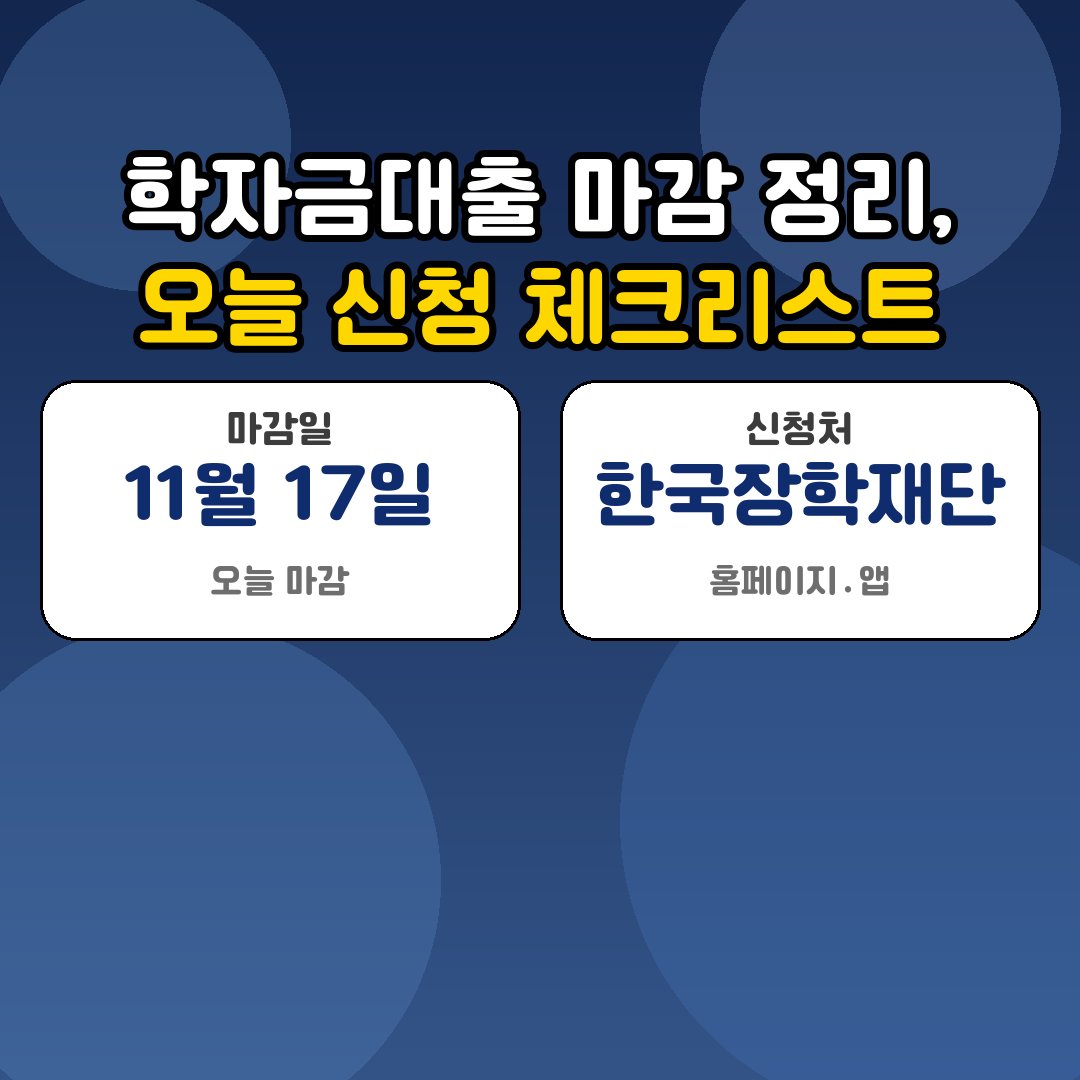 학자금대출 마감 정리,
오늘 신청 체크리스트
마감일
11월 17일
오늘 마감
신청처
한국장학재단
홈페이지·앱